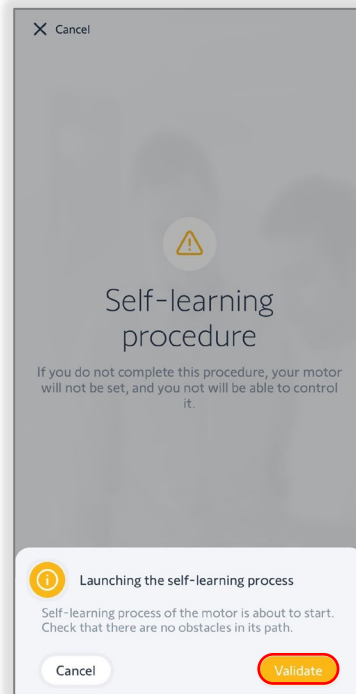 Cancel
Self-learning
procedure
If you do not complete this procedure, your motor
will not be set, and you not will be able to control
it.
Launching the self-learning process
Self-learning process of the motor is about to start.
Check that there are no obstacles in its path.
Cancel
Validate